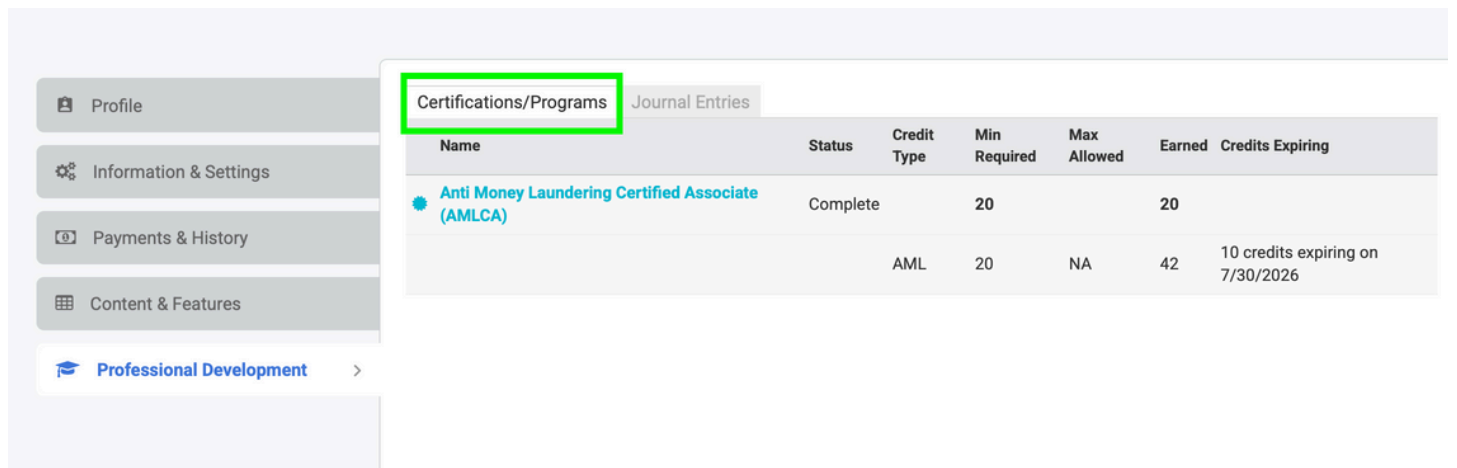 Profile
Information & Settings
Payments & History
Content & Features
Professional Development
Certifications/Programs Journal Entries
Name Status Credit Type Min Required Max Allowed Earned Credits Expiring
Anti Money Laundering Certified Associate
(AMLCA) Complete 20 20
AML 20 NA 42 10 credits expiring on
7/30/2026